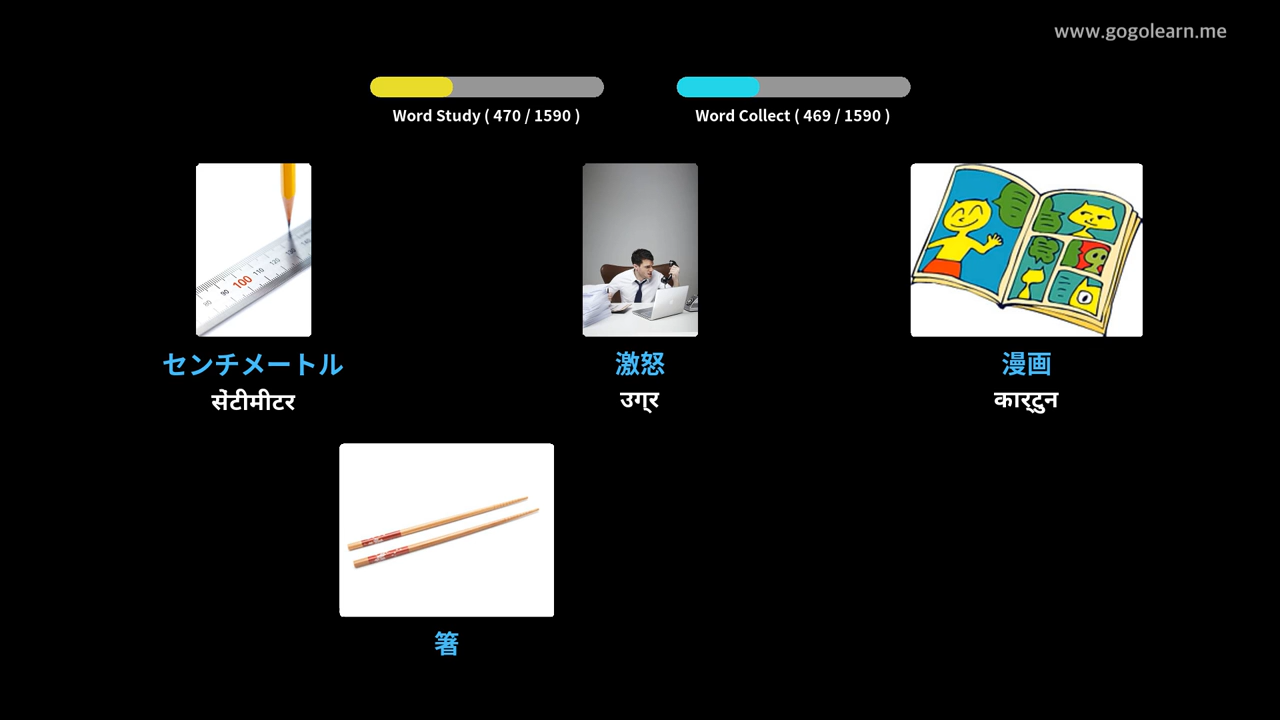 www.gogolearn.me
Word Study ( 470 / 1590 )
Word Collect ( 469 / 1590 )
センチメートル
激怒
漫画
सेंटीमीटर
उग्र
कार्टुन
箸